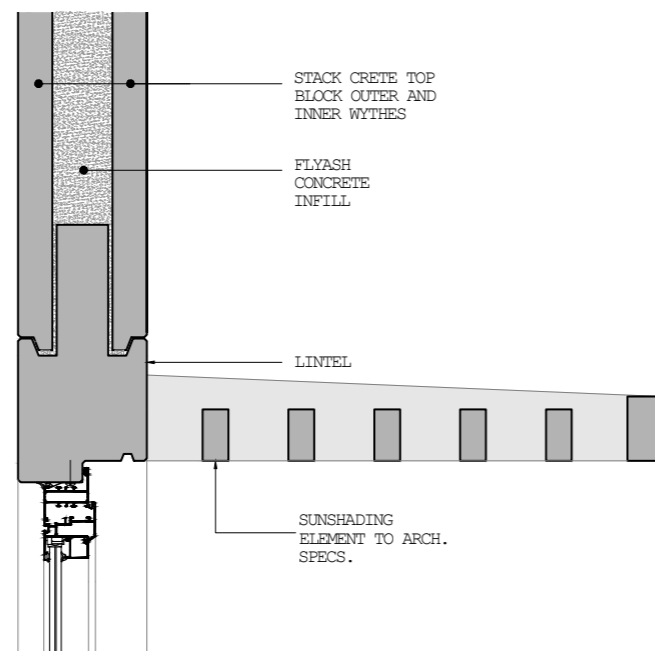 STACK CRETE TOP
BLOCK OUTER AND
INNER WYTHES
FLYASH
CONCRETE
INFILL
LINTEL
SUNSHADING
ELEMENT TO ARCH.
SPECS.